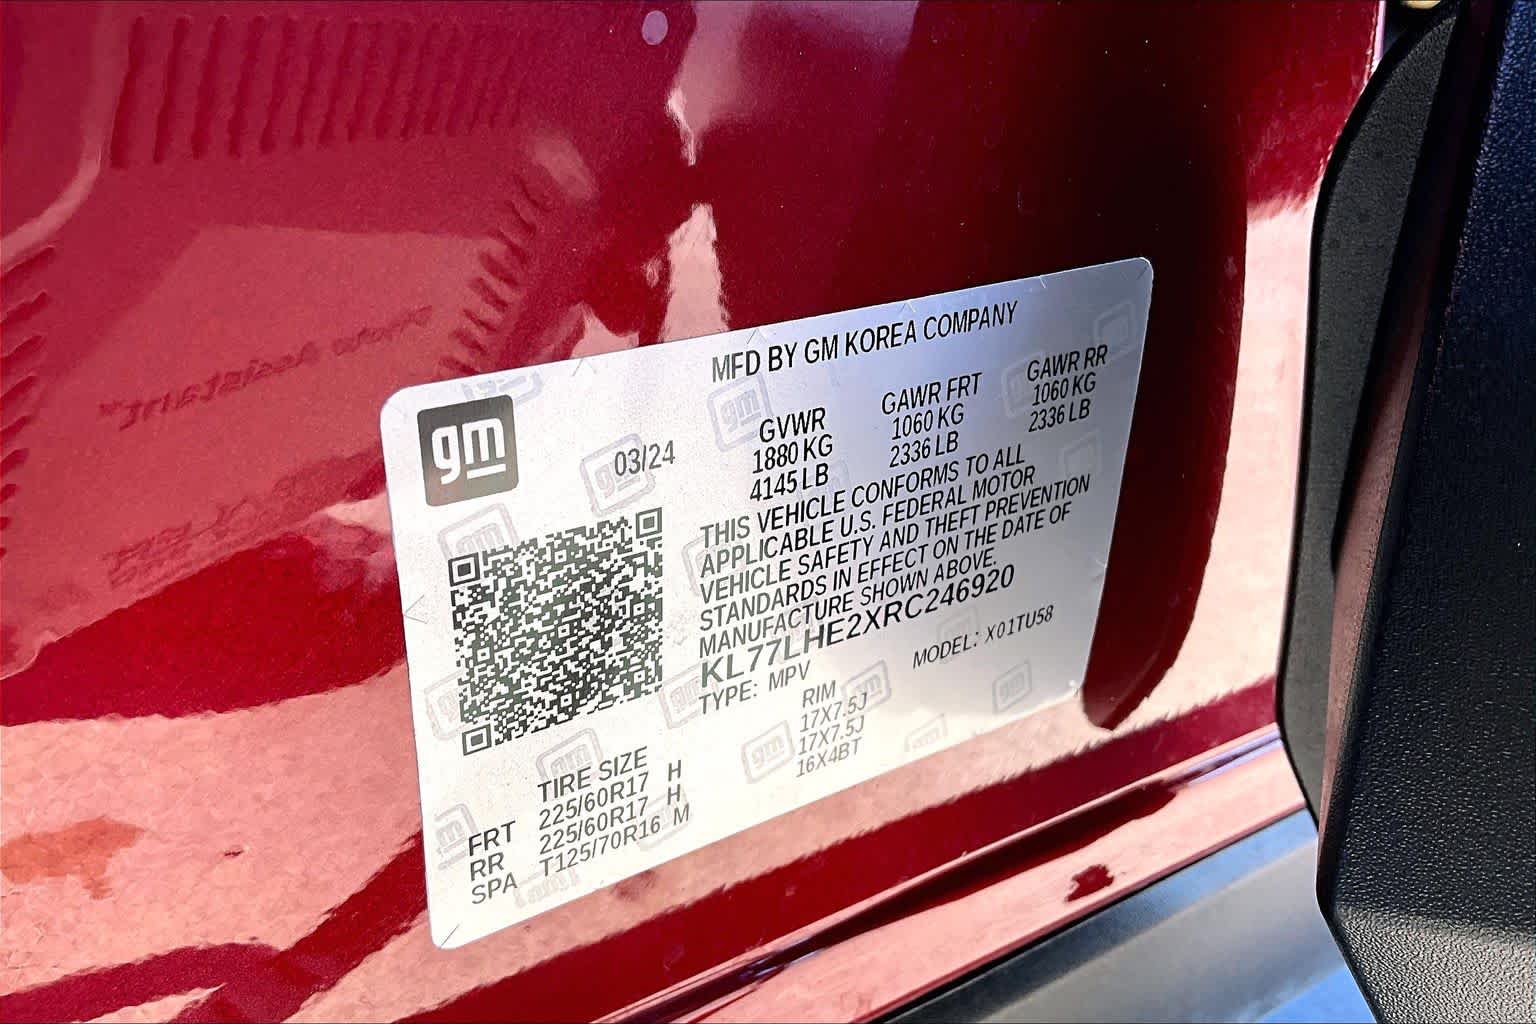 MFD BY GM KOREA COMPANY
gm
03/24
GVWR GAWR FRT GAWR RR
1880 KG 1060 KG 1060 KG
4145 LB 2336 LB 2336 LB
THIS VEHICLE CONFORMS TO ALL
APPLICABLE U.S. FEDERAL MOTOR
VEHICLE SAFETY AND THEFT PREVENTION
STANDARDS IN EFFECT ON THE DATE OF
MANUFACTURE SHOWN ABOVE.
KL77LHE2XRC246920
TYPE: MPV MODEL: X01TU58
TIRE SIZE RIM
FRT 225/60R17 H 17X7.5J
RR 225/60R17 H 17X7.5J
SPA T125/70R16 M 16X4BT